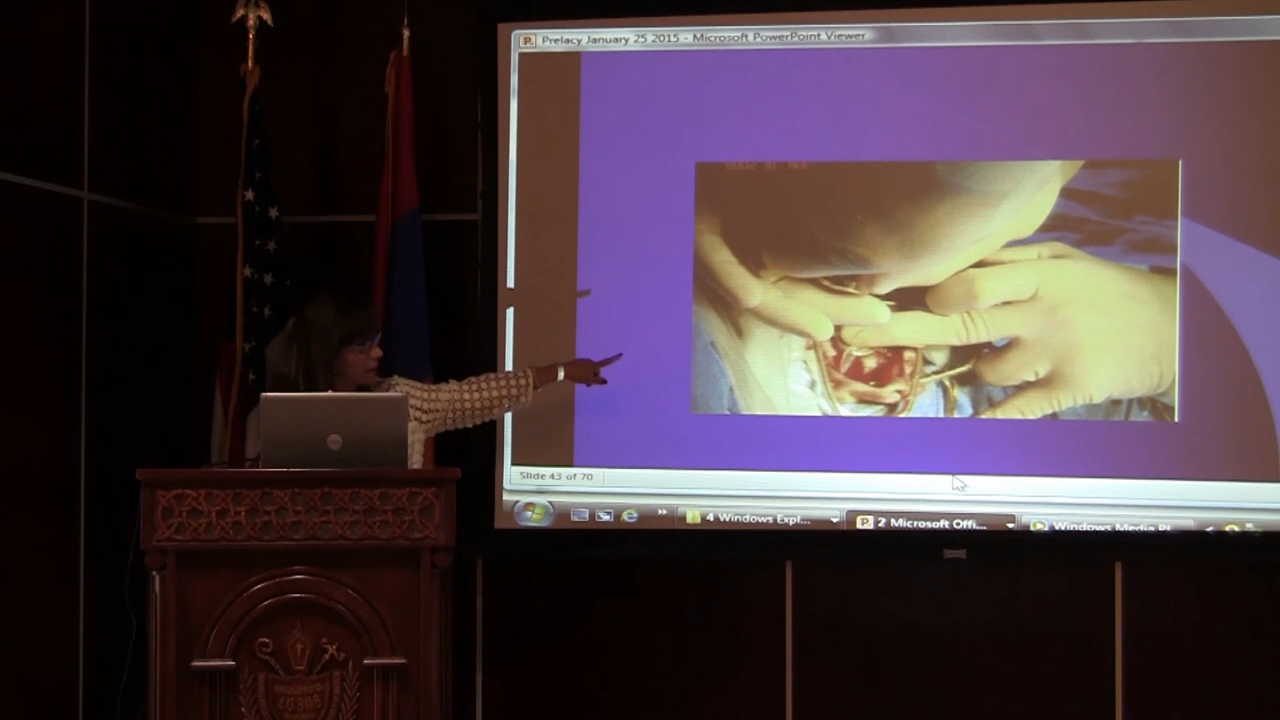 Prelacy January 25 2015 - Microsoft PowerPoint Viewer
Slide 43 of 70
4 Windows Expl...
2 Microsoft Offi...
Windows Media Pl